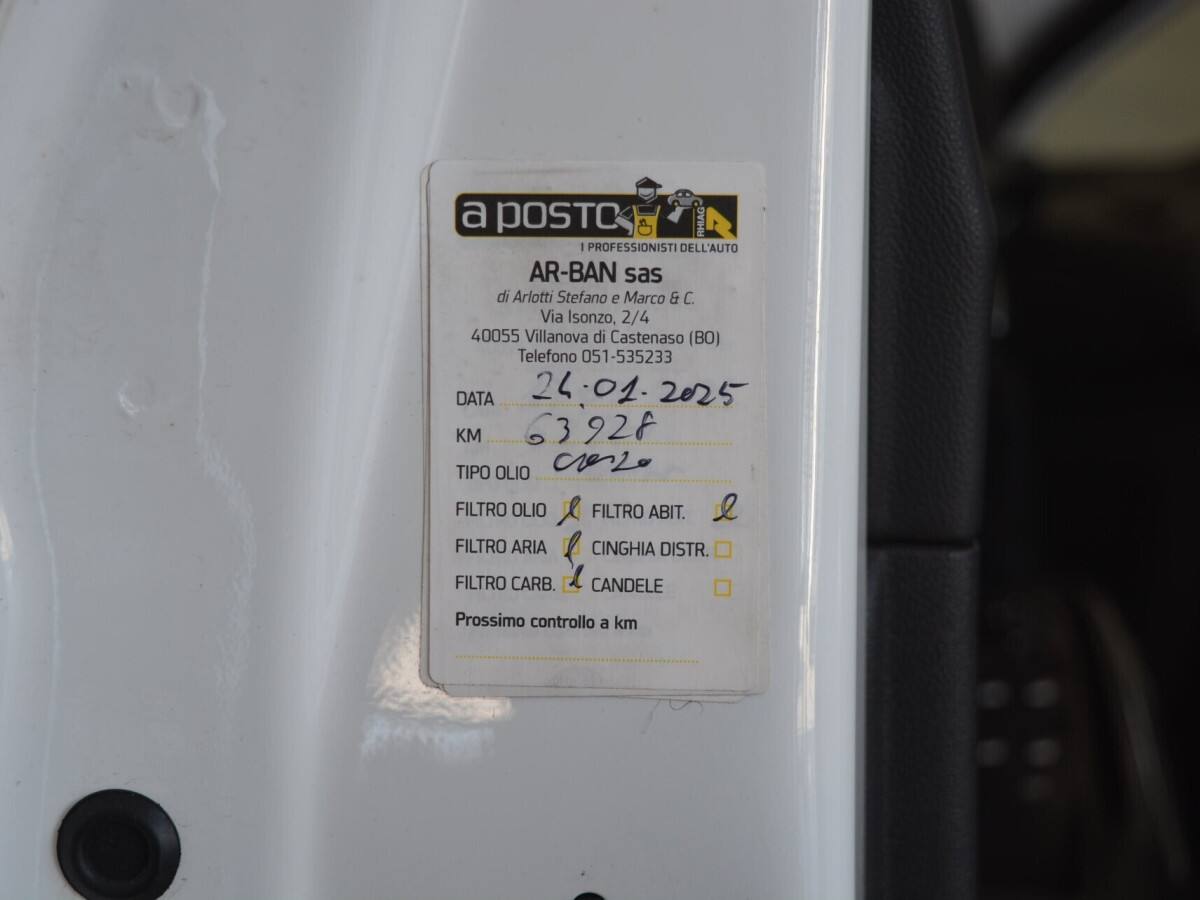 a posto
RHIAG
I PROFESSIONISTI DELL'AUTO
AR-BAN sas
di Arlotti Stefano e Marco & C.
Via Isonzo, 2/4
40055 Villanova di Castenaso (BO)
Telefono 051-535233
DATA 24.01.2025
KM 63928
TIPO OLIO
FILTRO OLIO FILTRO ABIT.
FILTRO ARIA CINGHIA DISTR.
FILTRO CARB. CANDELE
Prossimo controllo a km